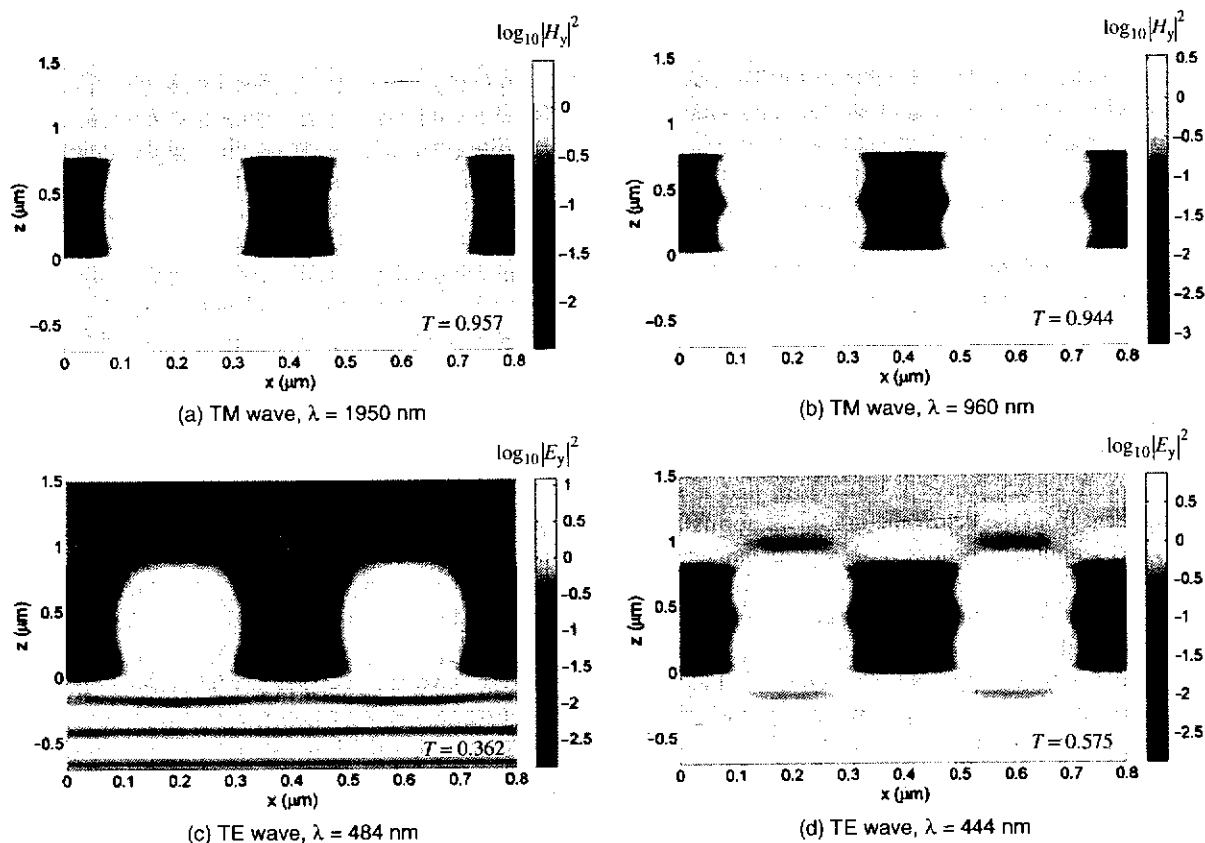 log₁₀|H_y|²
log₁₀|H_y|²
1.5
1
0.5
0
−0.5
z (μm)
0
−0.5
−1
−1.5
−2
T = 0.957
0 0.1 0.2 0.3 0.4 0.5 0.6 0.7 0.8
x (μm)
(a) TM wave, λ = 1950 nm
1.5
1
0.5
0
−0.5
z (μm)
0.5
0
−0.5
−1
−1.5
−2
−2.5
−3
T = 0.944
0 0.1 0.2 0.3 0.4 0.5 0.6 0.7 0.8
x (μm)
(b) TM wave, λ = 960 nm
log₁₀|E_y|²
1.5
1
0.5
0
−0.5
z (μm)
1
0.5
0
−0.5
−1
−1.5
−2
−2.5
T = 0.362
0 0.1 0.2 0.3 0.4 0.5 0.6 0.7 0.8
x (μm)
(c) TE wave, λ = 484 nm
log₁₀|E_y|²
1.5
1
0.5
0
−0.5
z (μm)
0.5
0
−0.5
−1
−1.5
−2
−2.5
T = 0.575
0 0.1 0.2 0.3 0.4 0.5 0.6 0.7 0.8
x (μm)
(d) TE wave, λ = 444 nm